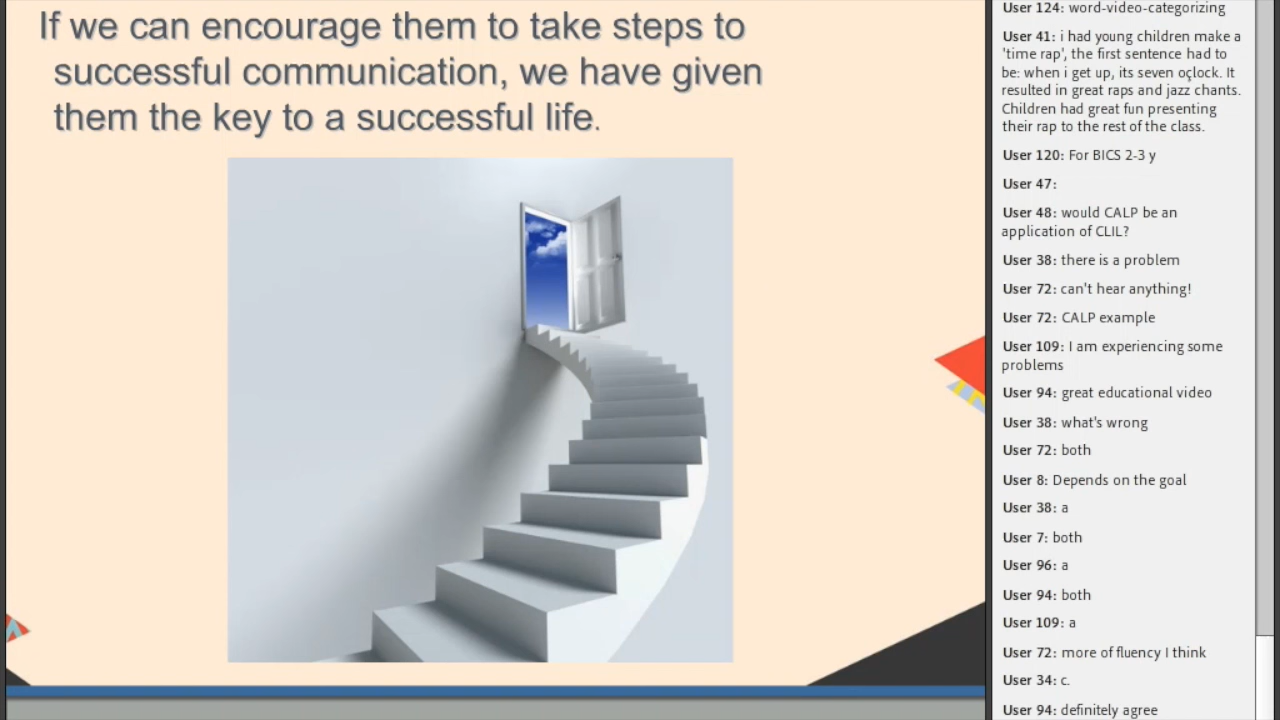 If we can encourage them to take steps to
successful communication, we have given
them the key to a successful life.
User 124: word-video-categorizing
User 41: i had young children make a
'time rap', the first sentence had to
be: when i get up, its seven oçlock. It
resulted in great raps and jazz chants.
Children had great fun presenting
their rap to the rest of the class.
User 120: For BICS 2-3 y
User 47:
User 48: would CALP be an
application of CLIL?
User 38: there is a problem
User 72: can't hear anything!
User 72: CALP example
User 109: I am experiencing some
problems
User 94: great educational video
User 38: what's wrong
User 72: both
User 8: Depends on the goal
User 38: a
User 7: both
User 96: a
User 94: both
User 109: a
User 72: more of fluency I think
User 34: c.
User 94: definitely agree